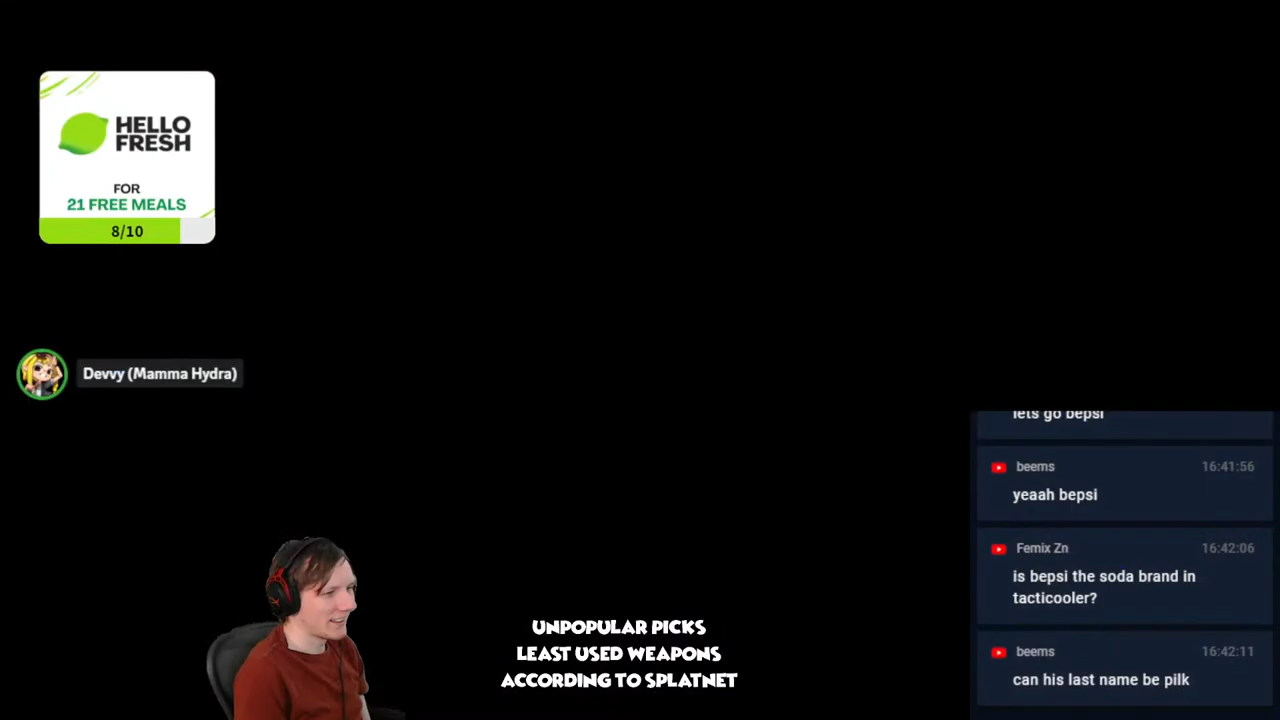 HELLO
FRESH
FOR
21 FREE MEALS
8/10
Devvy (Mamma Hydra)
lets go bepsi
beems 16:41:56
yeaah bepsi
Femix Zn 16:42:06
is bepsi the soda brand in
tacticooler?
beems 16:42:11
can his last name be pilk
UNPOPULAR PICKS
LEAST USED WEAPONS
ACCORDING TO SPLATNET